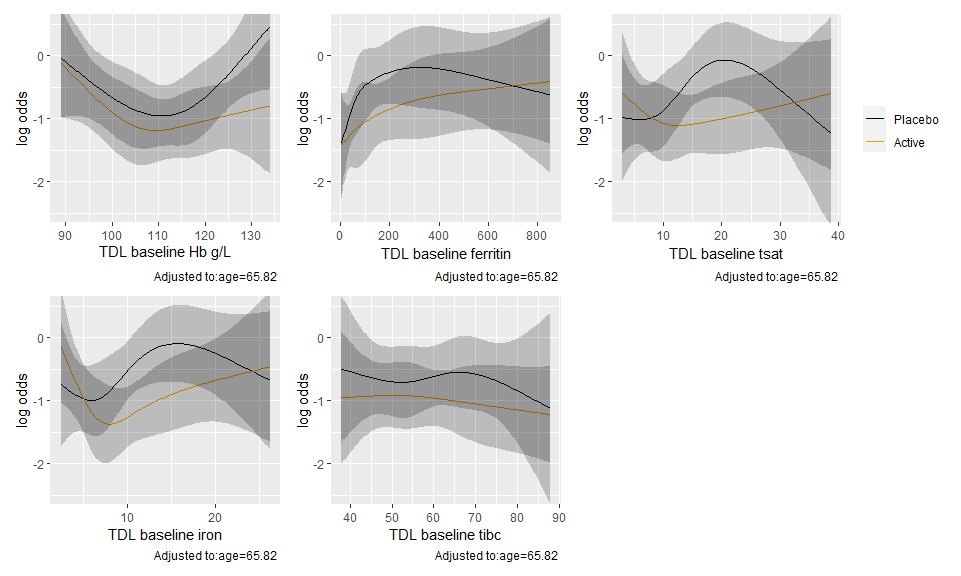 log odds
0
-1
-2
90
100
110
120
130
TDL baseline Hb g/L
Adjusted to:age=65.82
log odds
0
-1
-2
0
200
400
600
800
TDL baseline ferritin
Adjusted to:age=65.82
log odds
0
-1
-2
10
20
30
40
TDL baseline tsat
Adjusted to:age=65.82
Placebo
Active
log odds
0
-1
-2
10
20
TDL baseline iron
Adjusted to:age=65.82
log odds
0
-1
-2
40
50
60
70
80
90
TDL baseline tibc
Adjusted to:age=65.82